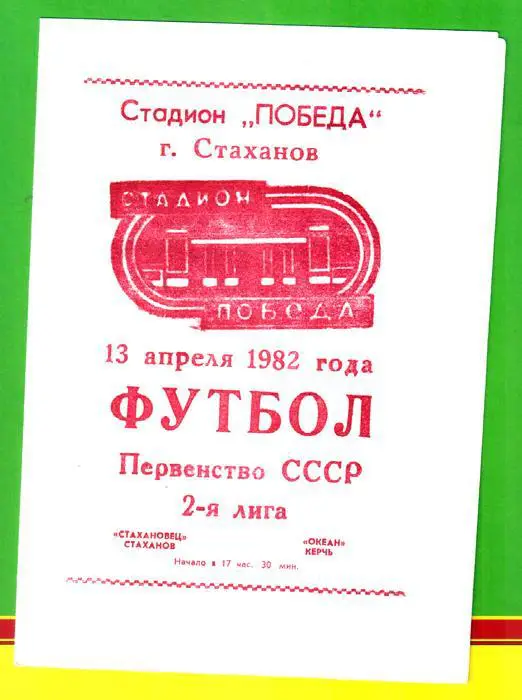 Стадион „ПОБЕДА“
г. Стаханов
СТАДИОН
ПОБЕДА
13 апреля 1982 года
ФУТБОЛ
Первенство СССР
2-я лига
«СТАХАНОВЕЦ» «ОКЕАН»
СТАХАНОВ КЕРЧЬ
Начало в 17 час. 30 мин.